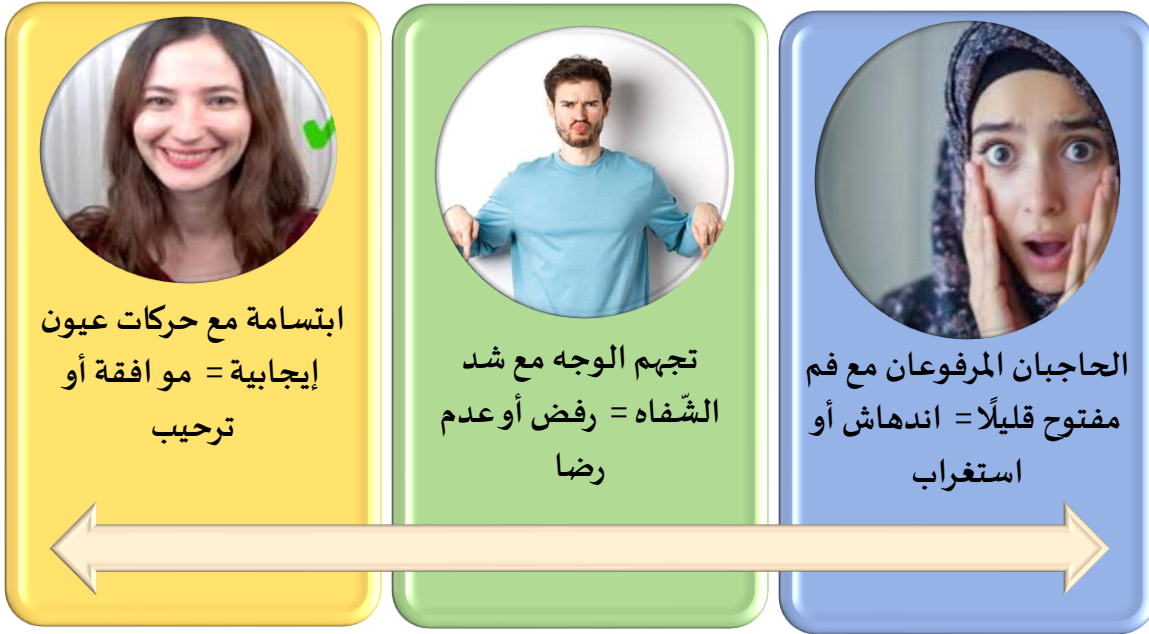 الحاجبان المرفوعان مع فم
مفتوح قليلًا = اندهاش أو
استغراب
تجهم الوجه مع شد
الشّفاه = رفض أو عدم
رضا
ابتسامة مع حركات عيون
إيجابية = موافقة أو
ترحيب